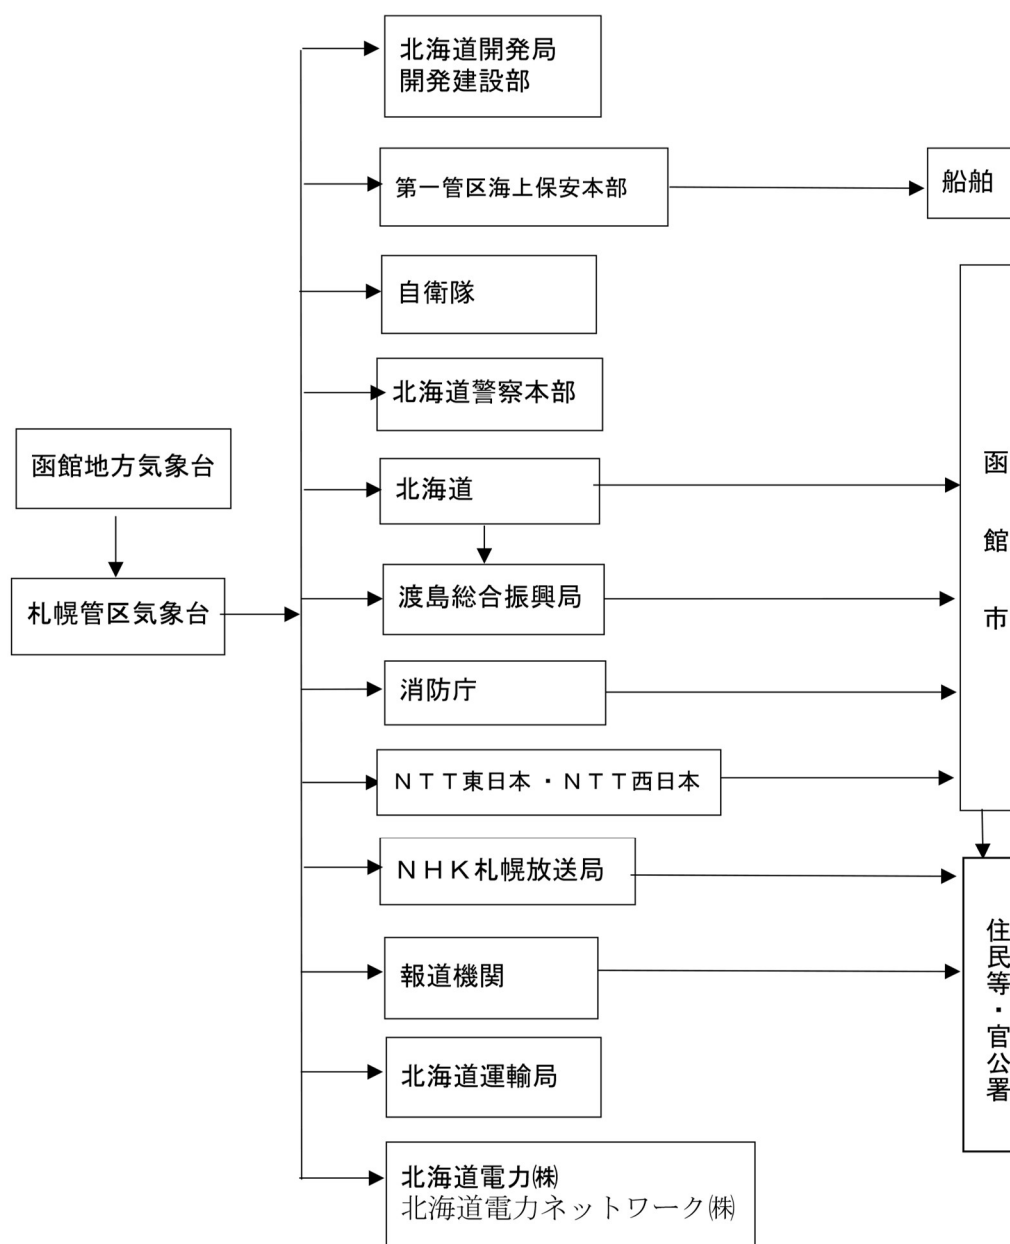 北海道開発局
開発建設部
第一管区海上保安本部
船舶
自衛隊
北海道警察本部
函館地方気象台
北海道
函館市
札幌管区気象台
渡島総合振興局
消防庁
ＮＴＴ東日本・ＮＴＴ西日本
ＮＨＫ札幌放送局
報道機関
住民等・官公署
北海道運輸局
北海道電力㈱
北海道電力ネットワーク㈱